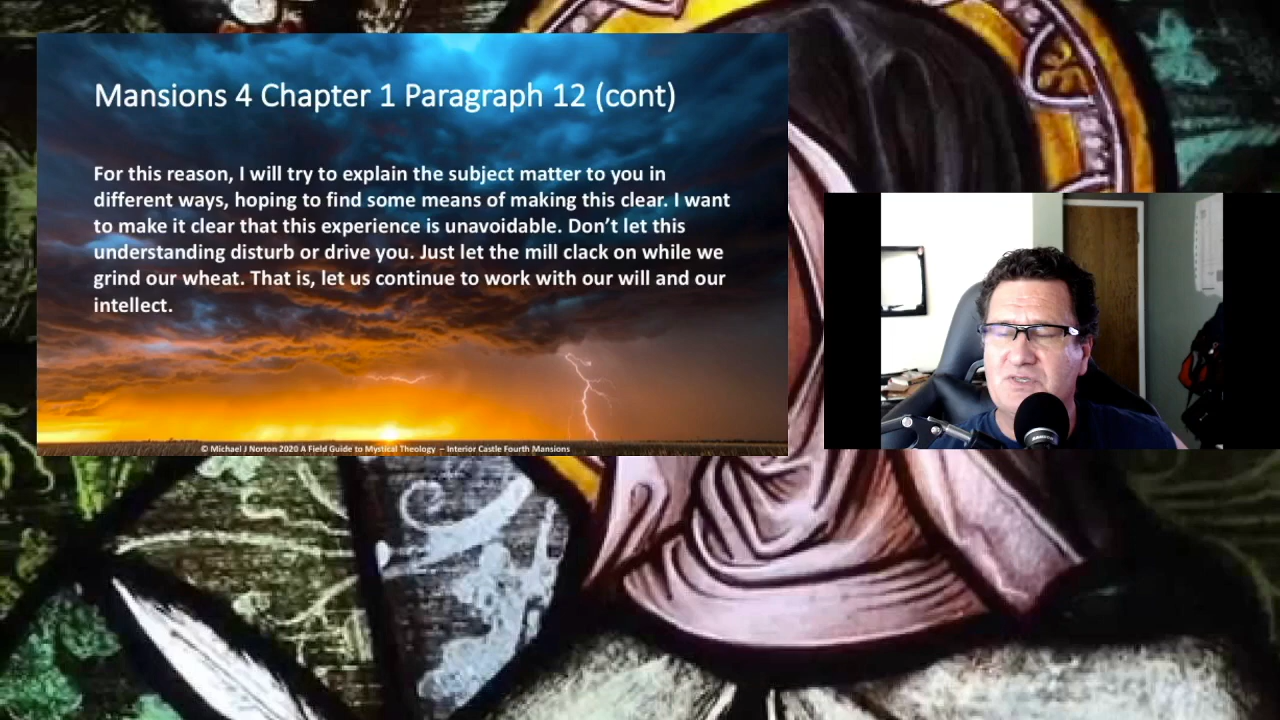 Mansions 4 Chapter 1 Paragraph 12 (cont)
For this reason, I will try to explain the subject matter to you in
different ways, hoping to find some means of making this clear. I want
to make it clear that this experience is unavoidable. Don’t let this
understanding disturb or drive you. Just let the mill clack on while we
grind our wheat. That is, let us continue to work with our will and our
intellect.
© Michael J Norton 2020 A Field Guide to Mystical Theology – Interior Castle Fourth Mansions